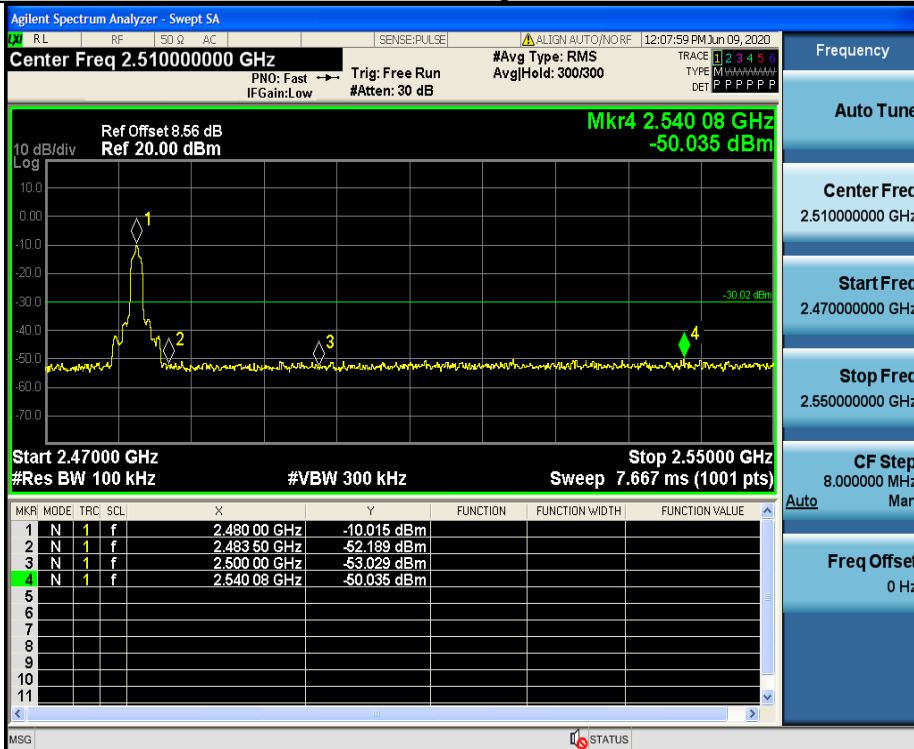 Agilent Spectrum Analyzer - Swept SA
LXI RL RF 50 Ω AC SENSE:PULSE ALIGN AUTO/NO RF 12:07:59 PM Jun 09, 2020
Center Freq 2.510000000 GHz
PNO: Fast
IFGain:Low
Trig: Free Run
#Atten: 30 dB
#Avg Type: RMS
Avg|Hold: 300/300
TRACE 1 2 3 4 5 6
TYPE M
DET P P P P P P
Mkr4 2.540 08 GHz
-50.035 dBm
Ref Offset 8.56 dB
10 dB/div Ref 20.00 dBm
Log
10.0
0.00
-10.0
-20.0
-30.0
-40.0
-50.0
-60.0
-70.0
1
2
3
4
-30.02 dBm
Start 2.47000 GHz Stop 2.55000 GHz
#Res BW 100 kHz #VBW 300 kHz Sweep 7.667 ms (1001 pts)
MKR MODE TRC SCL X Y FUNCTION FUNCTION WIDTH FUNCTION VALUE
1 N 1 f 2.480 00 GHz -10.015 dBm
2 N 1 f 2.483 50 GHz -52.189 dBm
3 N 1 f 2.500 00 GHz -53.029 dBm
4 N 1 f 2.540 08 GHz -50.035 dBm
5
6
7
8
9
10
11
MSG STATUS
Frequency
Auto Tune
Center Freq
2.510000000 GHz
Start Freq
2.470000000 GHz
Stop Freq
2.550000000 GHz
CF Step
8.000000 MHz
Auto Man
Freq Offset
0 Hz